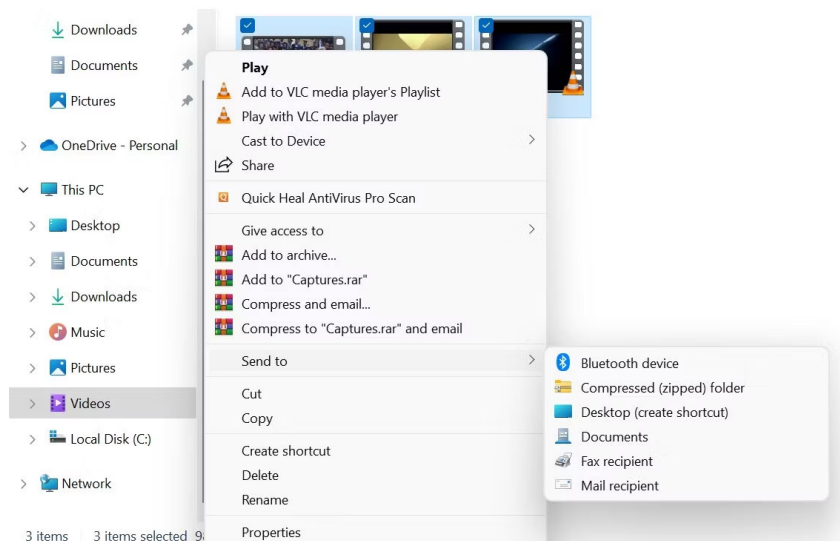 Downloads
Documents
Pictures
OneDrive - Personal
This PC
Desktop
Documents
Downloads
Music
Pictures
Videos
Local Disk (C:)
Network
3 items 3 items selected
Play
Add to VLC media player's Playlist
Play with VLC media player
Cast to Device
Share
Quick Heal AntiVirus Pro Scan
Give access to
Add to archive...
Add to "Captures.rar"
Compress and email...
Compress to "Captures.rar" and email
Send to
Cut
Copy
Create shortcut
Delete
Rename
Properties
Bluetooth device
Compressed (zipped) folder
Desktop (create shortcut)
Documents
Fax recipient
Mail recipient